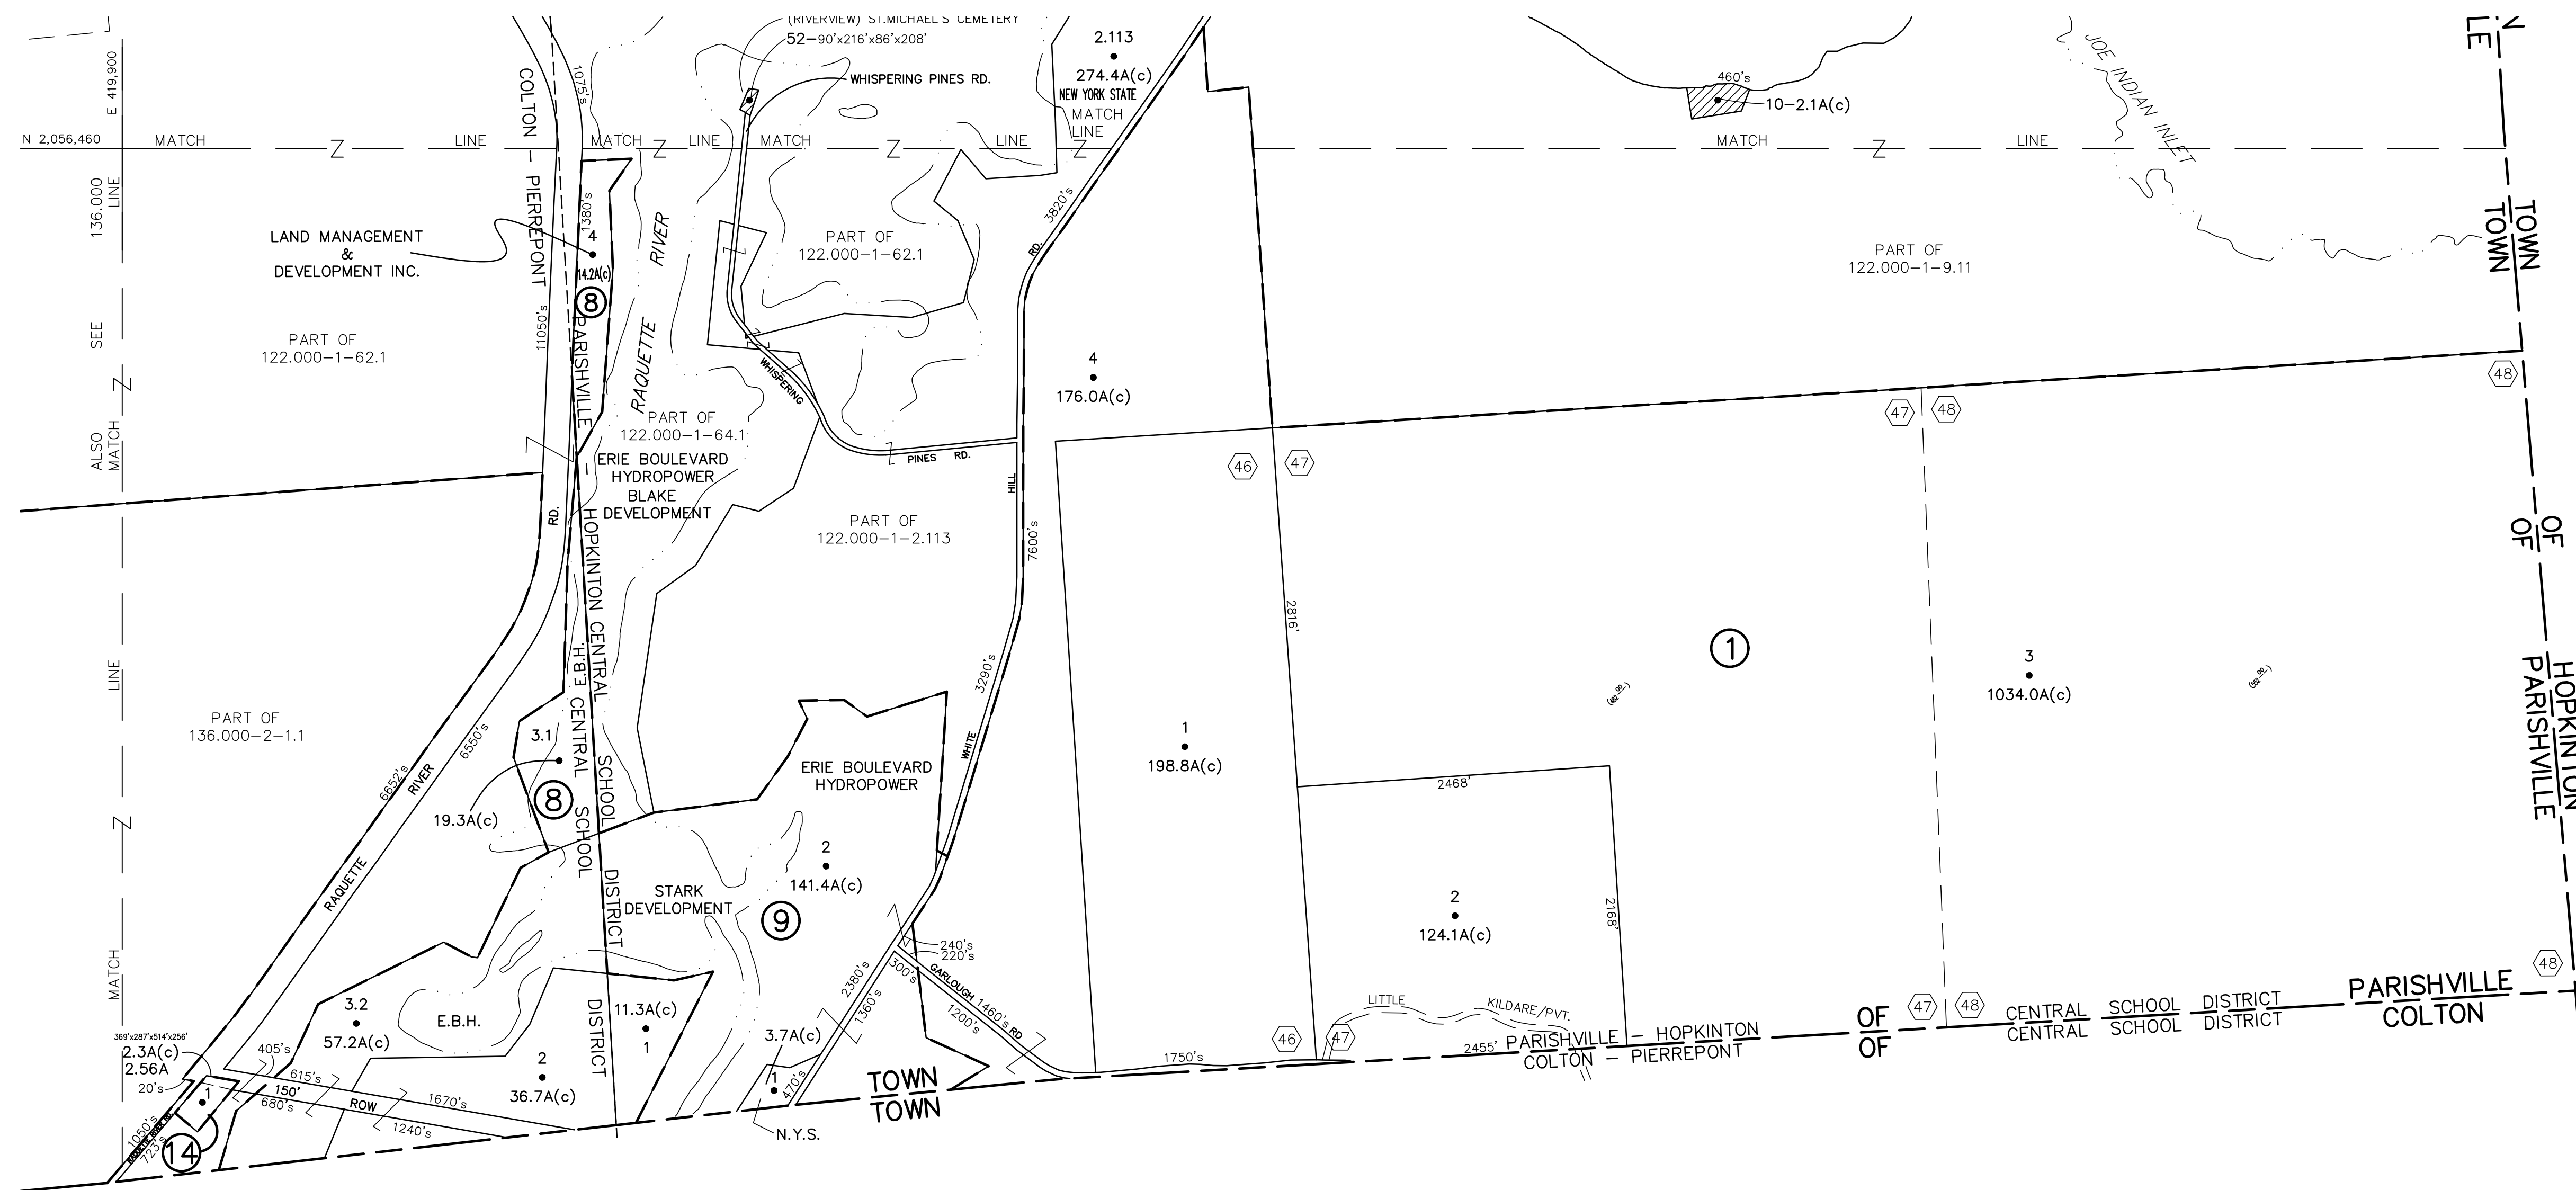 (RIVERVIEW) ST.MICHAEL'S CEMETERY
52-90'x216'x86'x208'
WHISPERING PINES RD.
2.113
274.4A(c)
NEW YORK STATE
MATCH
LINE
460's
10-2.1A(c)
JOE INDIAN INLET
E 419,900
N 2,056,460
MATCH
LINE
MATCH
LINE
MATCH
LINE
MATCH
LINE
136.000
LINE
SEE
ALSO
MATCH
LINE
MATCH
COLTON - PIERREPONT
1075's
LAND MANAGEMENT
&
DEVELOPMENT INC.
1380's
4
14.2A(c)
8
RAQUETTE RIVER
PART OF
122.000-1-62.1
PART OF
122.000-1-62.1
11050's
PARISHVILLE - HOPKINTON CENTRAL SCHOOL DISTRICT
PART OF
122.000-1-64.1
ERIE BOULEVARD
HYDROPOWER
BLAKE
DEVELOPMENT
WHISPERING
PINES RD.
3820's
RD.
HILL
WHITE
7600's
3290's
4
176.0A(c)
PART OF
122.000-1-9.11
TOWN OF HOPKINTON
TOWN OF PARISHVILLE
48
47
48
46
47
PART OF
122.000-1-2.113
RD.
RIVER
RAQUETTE
6550's
6652's
PART OF
136.000-2-1.1
E.B.H.
CENTRAL SCHOOL DISTRICT
3.1
19.3A(c)
8
ERIE BOULEVARD
HYDROPOWER
2
141.4A(c)
STARK
DEVELOPMENT
9
2816'
1
198.8A(c)
1
3
1034.0A(c)
2468'
2168'
2
124.1A(c)
240's
220's
300's
GARLOUGH
RD
1460's
1200's
2380's
1360's
470's
3.7A(c)
1
N.Y.S.
11.3A(c)
1
3.2
57.2A(c)
E.B.H.
2
36.7A(c)
369'x287'x514'x256'
2.3A(c)
2.56A
20's
1
405's
615's
150'
ROW
680's
1670's
1240's
1050's
723's
RAQUETTE RIVER RD.
14
TOWN
TOWN
1750's
46
47
LITTLE
KILDARE/PVT.
2455'
PARISHVILLE - HOPKINTON
COLTON - PIERREPONT
OF
OF
47
48
CENTRAL SCHOOL DISTRICT
CENTRAL SCHOOL DISTRICT
48
PARISHVILLE
COLTON